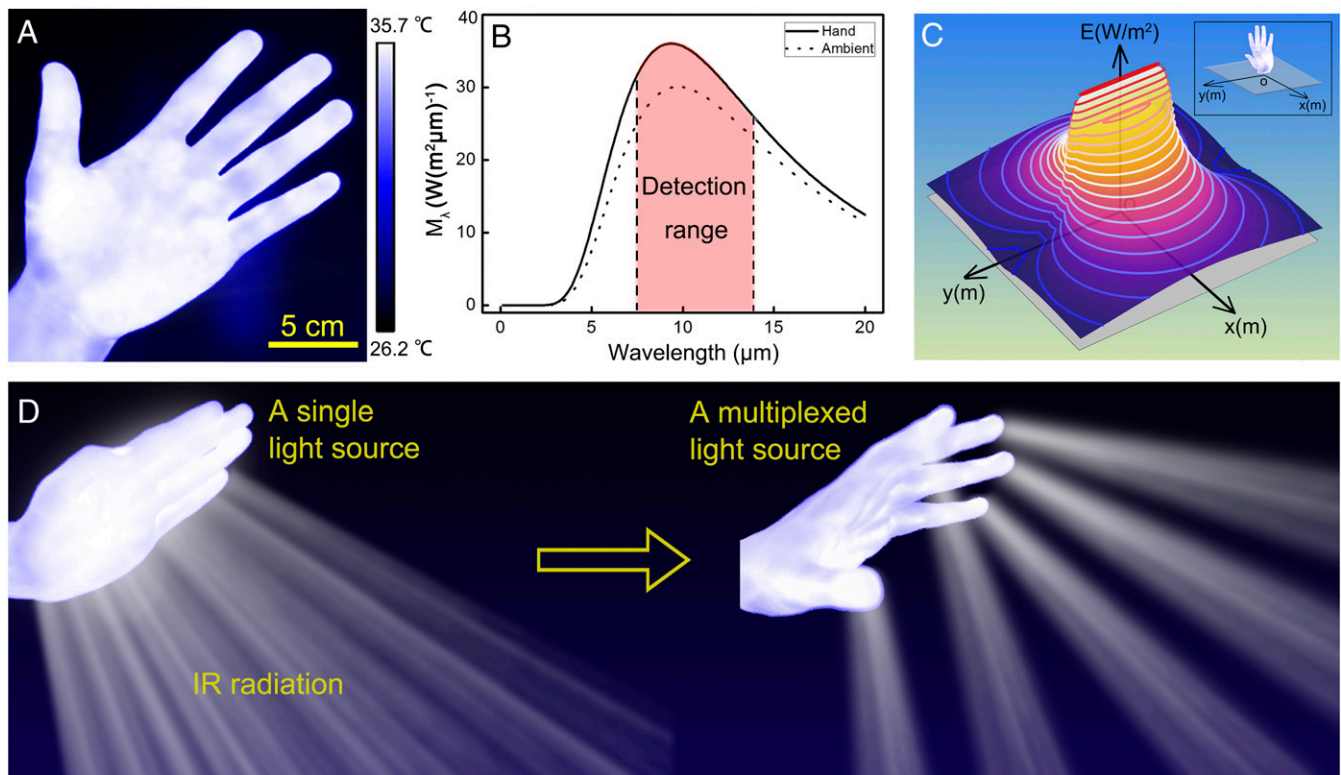 A
35.7 ℃
26.2 ℃
5 cm
B
M_λ (W(m²μm)⁻¹)
40
30
20
10
0
0
5
10
15
20
Wavelength (μm)
Hand
Ambient
Detection
range
C
E(W/m²)
y(m)
x(m)
O
y(m)
o
x(m)
D
A single
light source
IR radiation
A multiplexed
light source